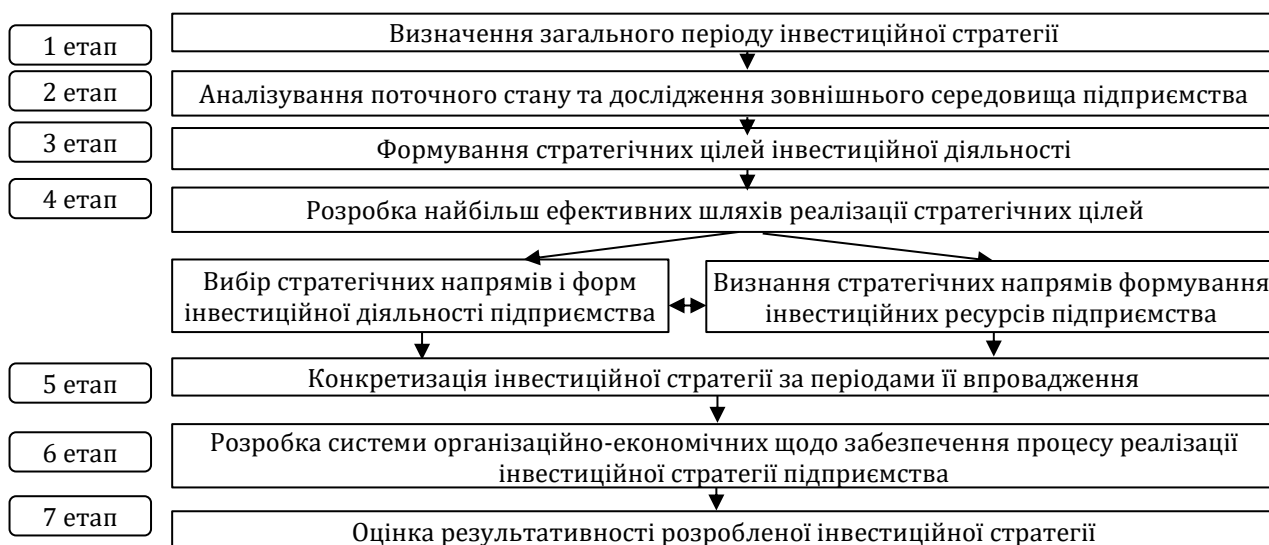 1 етап
Визначення загального періоду інвестиційної стратегії
2 етап
Аналізування поточного стану та дослідження зовнішнього середовища підприємства
3 етап
Формування стратегічних цілей інвестиційної діяльності
4 етап
Розробка найбільш ефективних шляхів реалізації стратегічних цілей
Вибір стратегічних напрямів і форм
інвестиційної діяльності підприємства
Визнання стратегічних напрямів формування
інвестиційних ресурсів підприємства
5 етап
Конкретизація інвестиційної стратегії за періодами її впровадження
6 етап
Розробка системи організаційно-економічних щодо забезпечення процесу реалізації
інвестиційної стратегії підприємства
7 етап
Оцінка результативності розробленої інвестиційної стратегії